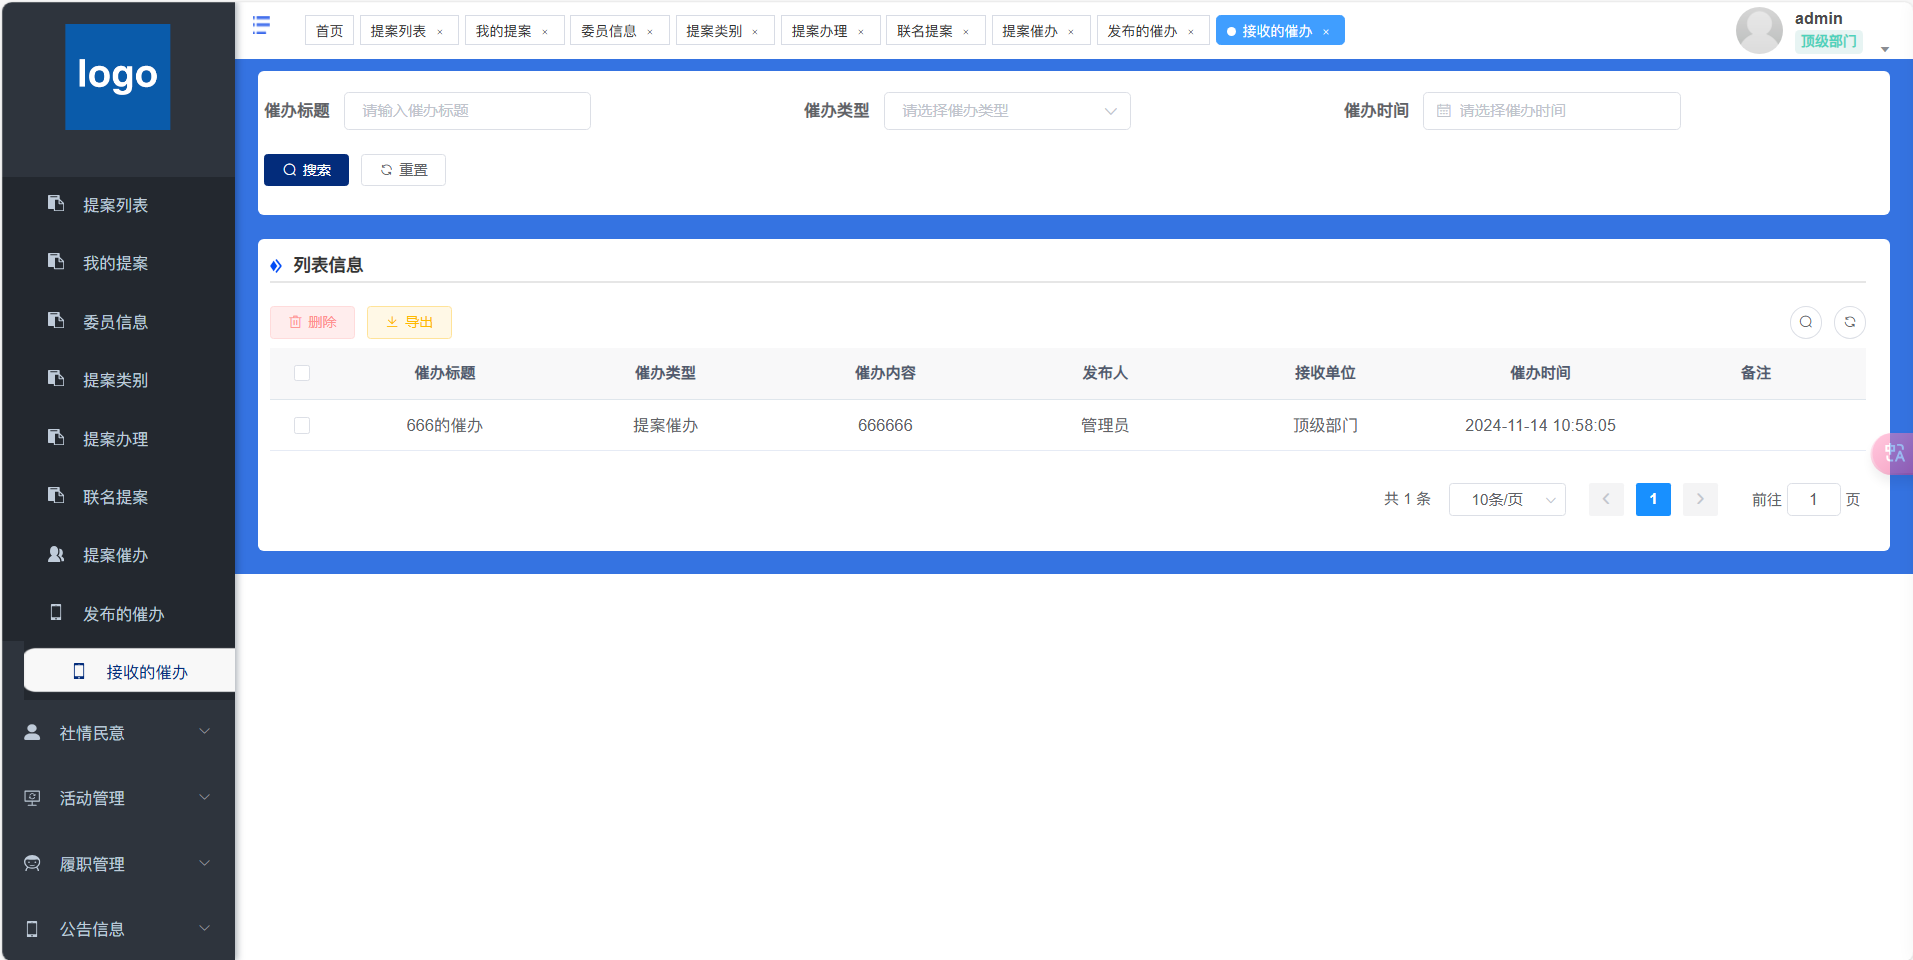 logo
首页 提案列表 × 我的提案 × 委员信息 × 提案类别 × 提案办理 × 联名提案 × 提案催办 × 发布的催办 × 接收的催办 ×
admin
顶级部门
提案列表
我的提案
委员信息
提案类别
提案办理
联名提案
提案催办
发布的催办
接收的催办
社情民意
活动管理
履职管理
公告信息
催办标题 请输入催办标题 催办类型 请选择催办类型 催办时间 请选择催办时间
搜索 重置
列表信息
删除 导出
催办标题 催办类型 催办内容 发布人 接收单位 催办时间 备注
666的催办 提案催办 666666 管理员 顶级部门 2024-11-14 10:58:05
共 1 条 10条/页 1 前往 1 页